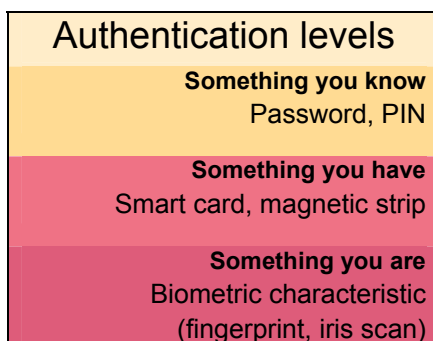 Authentication levels
Something you know
Password, PIN
Something you have
Smart card, magnetic strip
Something you are
Biometric characteristic
(fingerprint, iris scan)